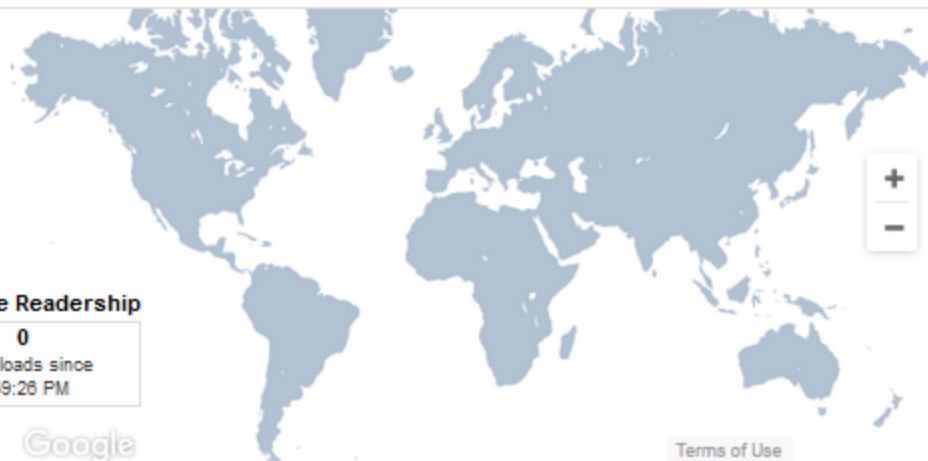 e Readership
0
loads since
9:26 PM
Google
Terms of Use
+
−